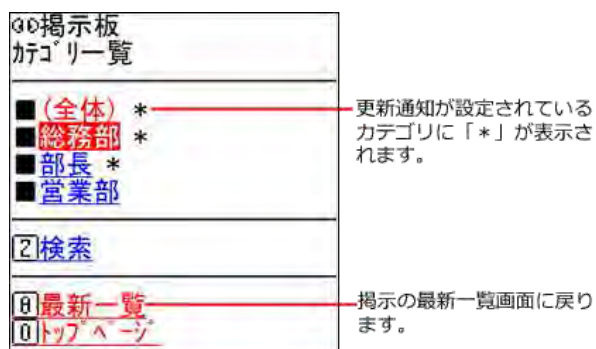 掲示板
ｶﾃｺﾞﾘ一覧
■(全体) *
■総務部 *
■部長 *
■営業部
2検索
8最新一覧
0ﾄｯﾌﾟﾍﾟｰｼﾞ
更新通知が設定されている
カテゴリに「*」が表示さ
れます。
掲示の最新一覧画面に戻り
ます。